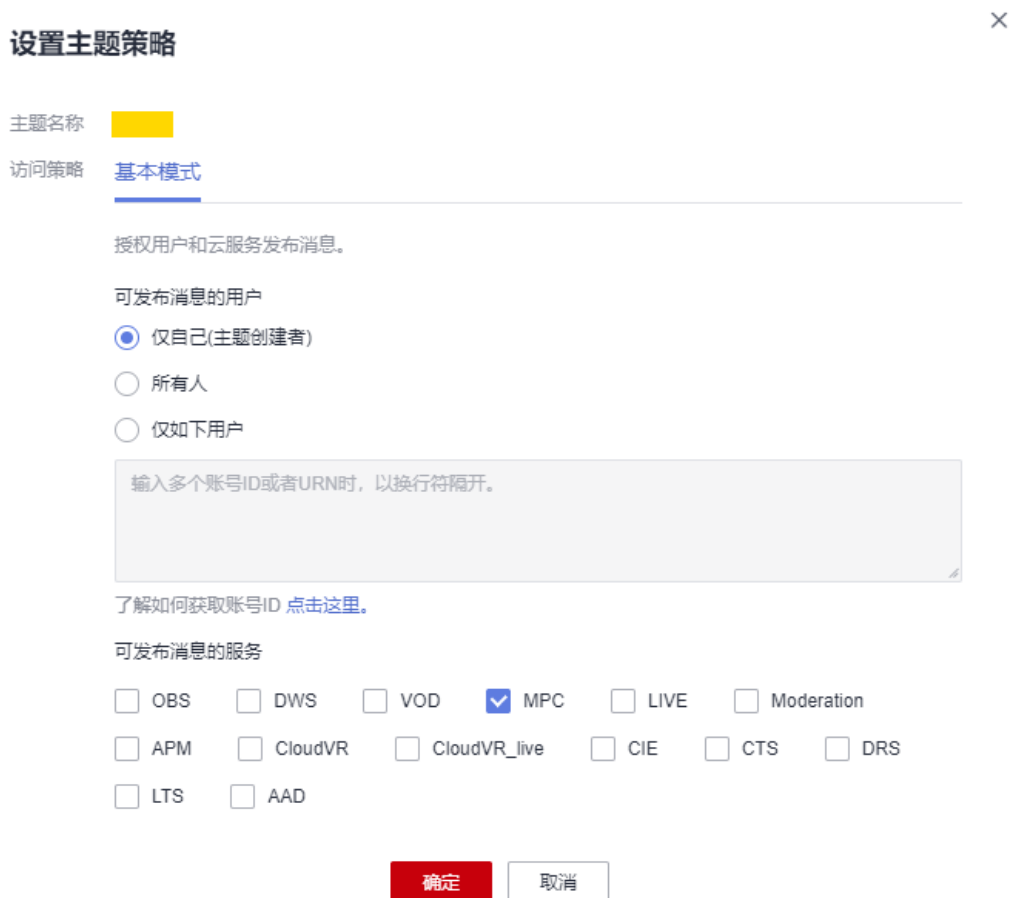 设置主题策略
主题名称
访问策略 基本模式
授权用户和云服务发布消息。
可发布消息的用户
仅自己(主题创建者)
所有人
仅如下用户
输入多个账号ID或者URN时，以换行符隔开。
了解如何获取账号ID 点击这里。
可发布消息的服务
OBS DWS VOD MPC LIVE Moderation
APM CloudVR CloudVR_live CIE CTS DRS
LTS AAD
确定 取消